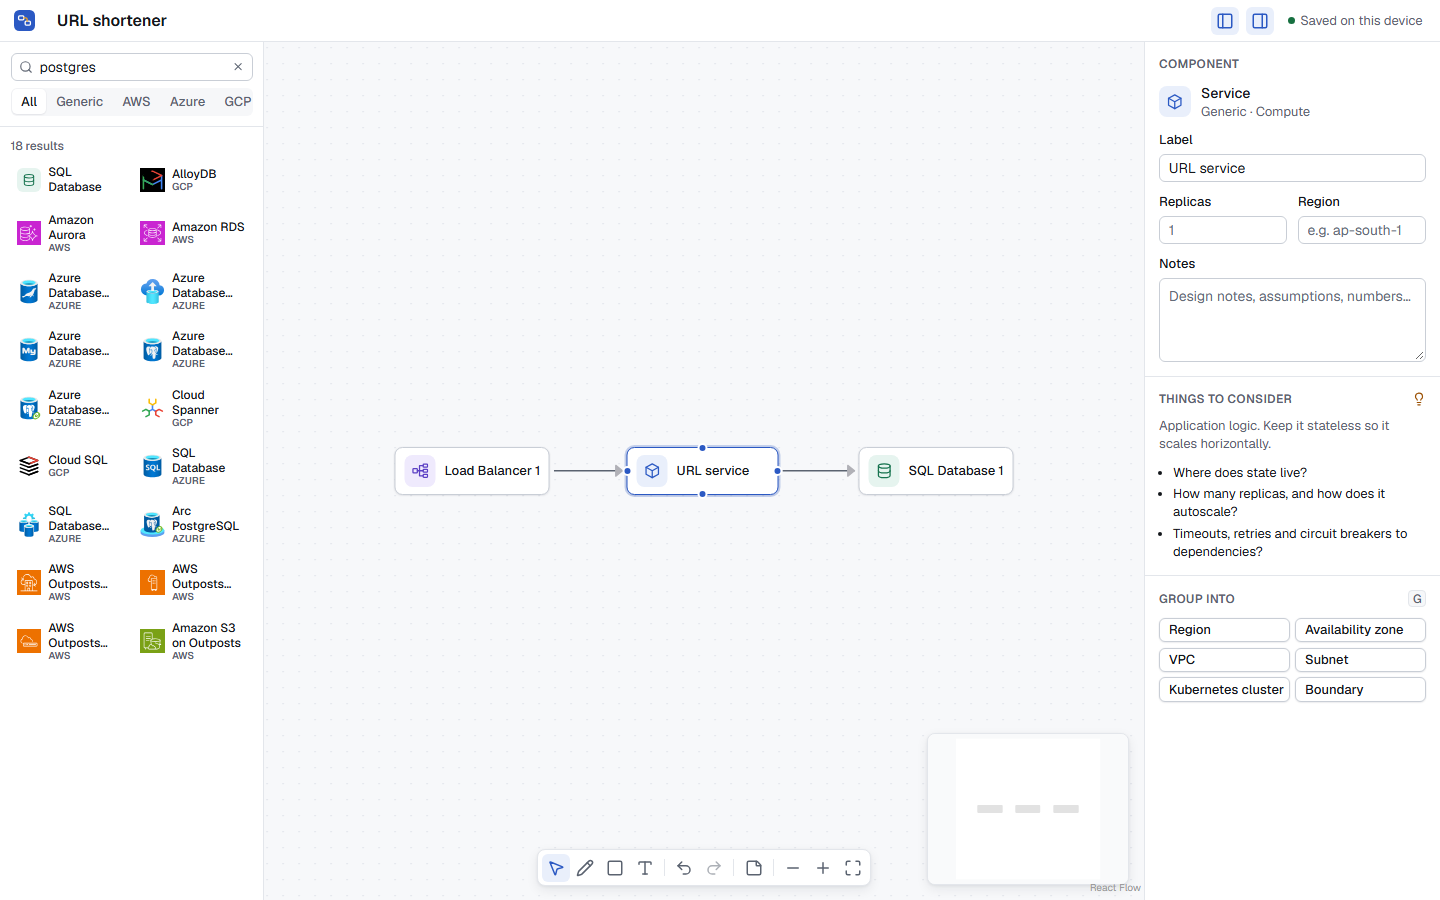 URL shortener
Saved on this device
postgres
All Generic AWS Azure GCP
18 results
SQL
Database
AlloyDB
GCP
Amazon
Aurora
AWS
Amazon RDS
AWS
Azure
Database…
AZURE
Azure
Database…
AZURE
Azure
Database…
AZURE
Azure
Database…
AZURE
Azure
Database…
AZURE
Cloud
Spanner
GCP
Cloud SQL
GCP
SQL
Database
AZURE
SQL
Database…
AZURE
Arc
PostgreSQL
AZURE
AWS
Outposts…
AWS
AWS
Outposts…
AWS
AWS
Outposts…
AWS
Amazon S3
on Outposts
AWS
Load Balancer 1
URL service
SQL Database 1
React Flow
COMPONENT
Service
Generic · Compute
Label
URL service
Replicas
Region
1
e.g. ap-south-1
Notes
Design notes, assumptions, numbers…
THINGS TO CONSIDER
Application logic. Keep it stateless so it
scales horizontally.
• Where does state live?
• How many replicas, and how does it
autoscale?
• Timeouts, retries and circuit breakers to
dependencies?
GROUP INTO
G
Region
Availability zone
VPC
Subnet
Kubernetes cluster
Boundary